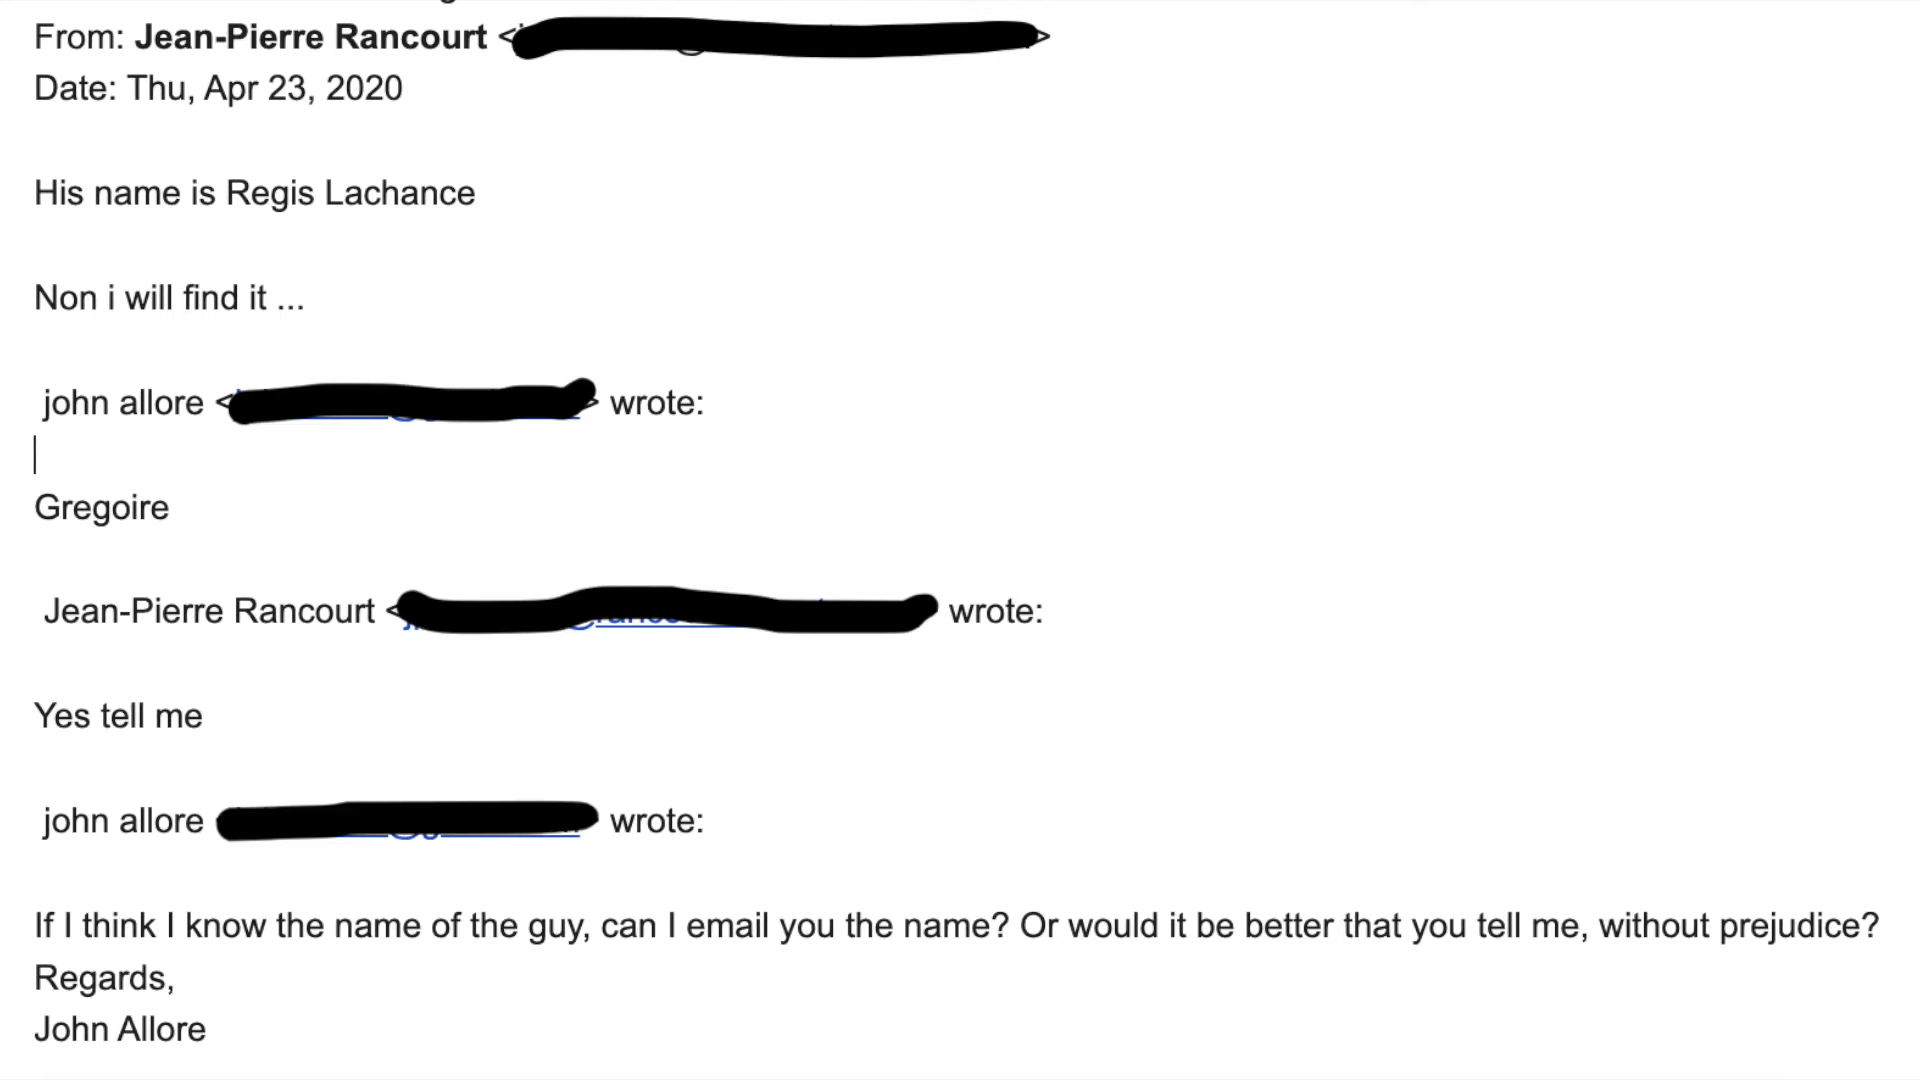 From: Jean-Pierre Rancourt < >
Date: Thu, Apr 23, 2020
His name is Regis Lachance
Non i will find it ...
john allore < > wrote:
Gregoire
Jean-Pierre Rancourt < wrote:
Yes tell me
john allore wrote:
If I think I know the name of the guy, can I email you the name? Or would it be better that you tell me, without prejudice?
Regards,
John Allore